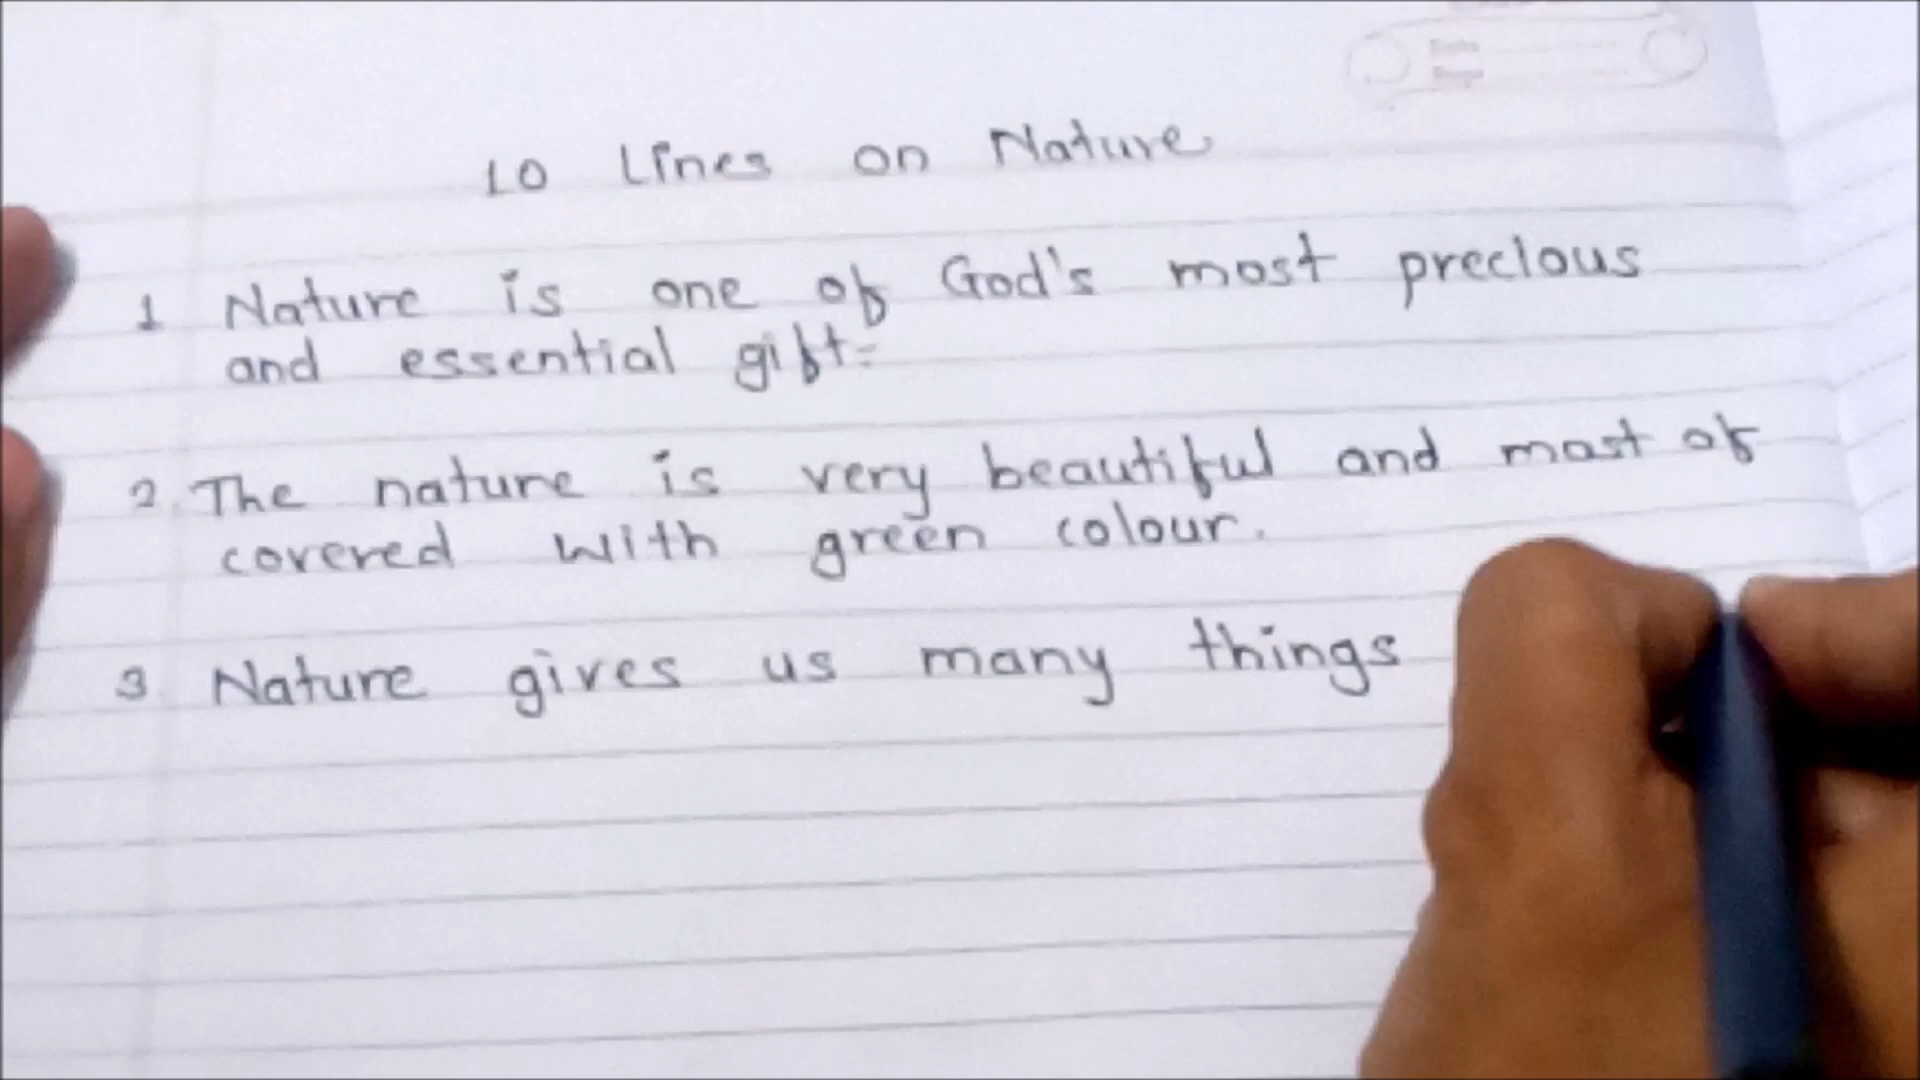 10 Lines on Nature
1 Nature is one of God's most precious
and essential gift.
2. The nature is very beautiful and most of
covered with green colour.
3 Nature gives us many things